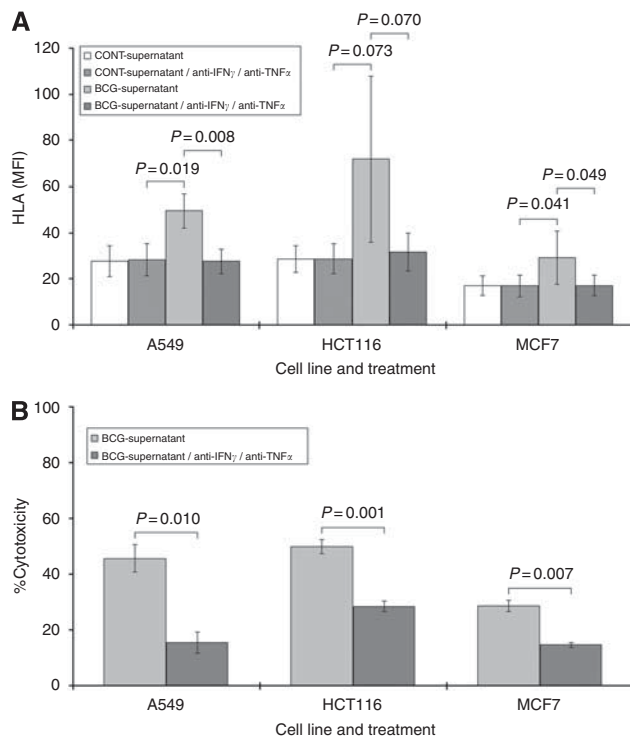 A
120
100
80
60
40
20
0
HLA (MFI)
CONT-supernatant
CONT-supernatant / anti-IFNγ / anti-TNFα
BCG-supernatant
BCG-supernatant / anti-IFNγ / anti-TNFα
P = 0.019
P = 0.008
P = 0.073
P = 0.070
P = 0.041
P = 0.049
A549
HCT116
MCF7
Cell line and treatment
B
100
80
60
40
20
0
%Cytotoxicity
BCG-supernatant
BCG-supernatant / anti-IFNγ / anti-TNFα
P = 0.010
P = 0.001
P = 0.007
A549
HCT116
MCF7
Cell line and treatment